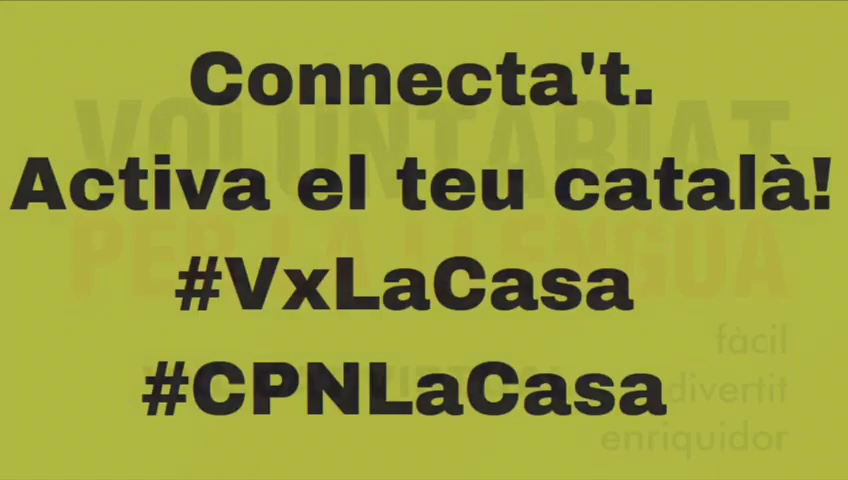 Connecta't.
Activa el teu català!
#VxLaCasa
#CPNLaCasa
VOLUNTARIAT
PER LA LLENGUA
fàcil
divertit
enriquidor